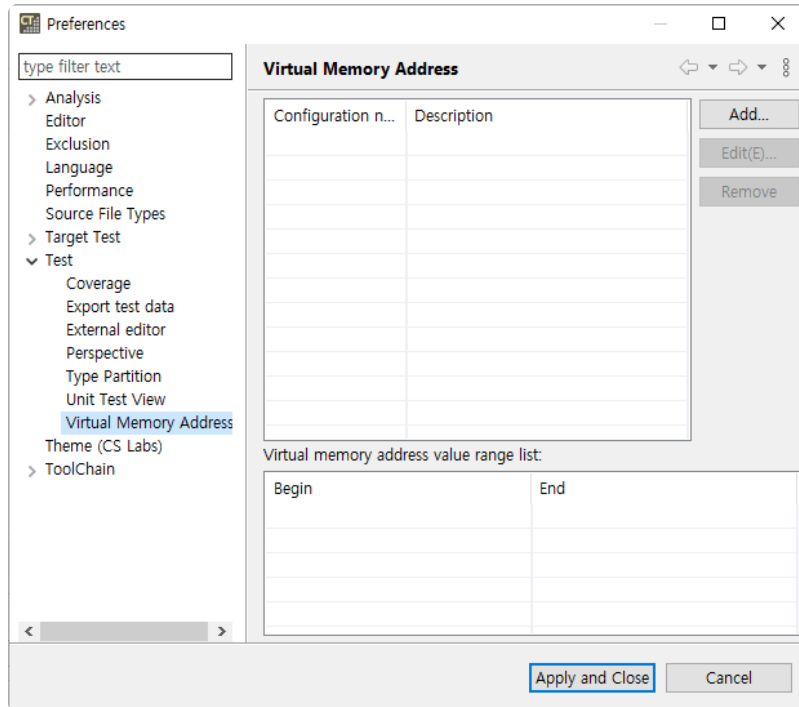 CT
Preferences
type filter text
Analysis
Editor
Exclusion
Language
Performance
Source File Types
Target Test
Test
Coverage
Export test data
External editor
Perspective
Type Partition
Unit Test View
Virtual Memory Address
Theme (CS Labs)
ToolChain
Virtual Memory Address
Configuration n... Description
Add...
Edit(E)...
Remove
Virtual memory address value range list:
Begin End
Apply and Close Cancel